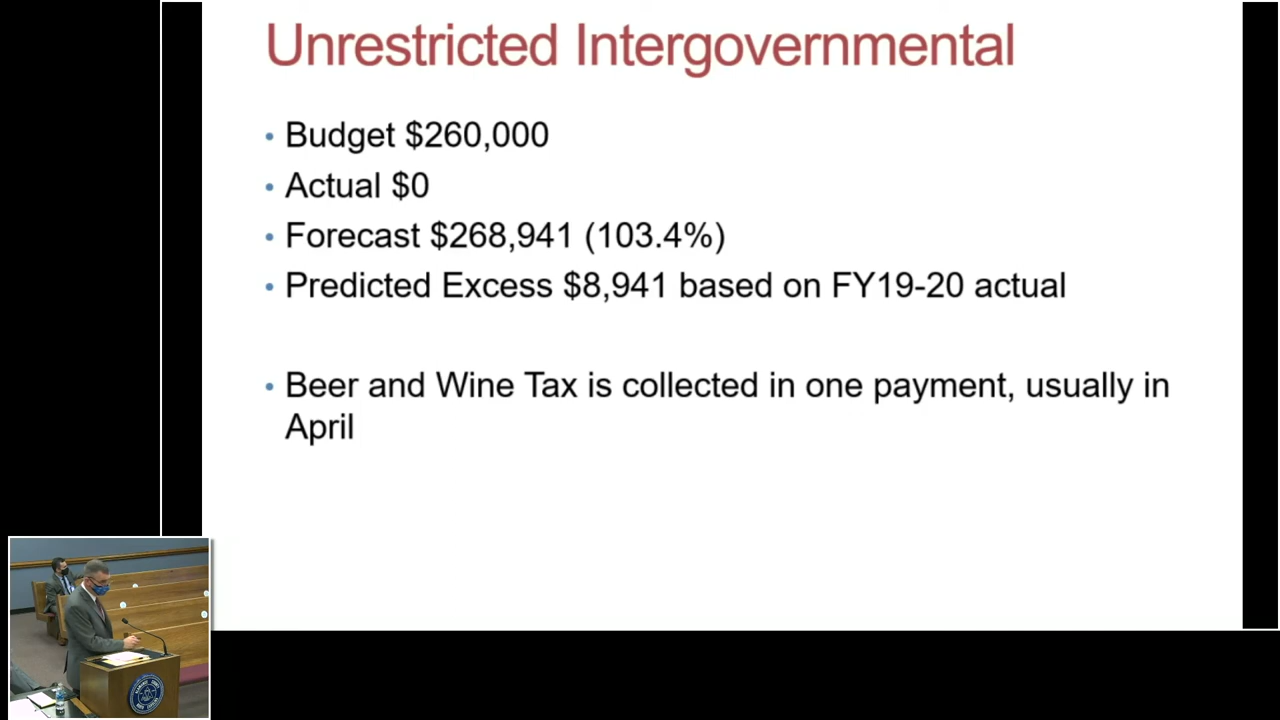 Unrestricted Intergovernmental
• Budget $260,000
• Actual $0
• Forecast $268,941 (103.4%)
• Predicted Excess $8,941 based on FY19-20 actual
• Beer and Wine Tax is collected in one payment, usually in
April